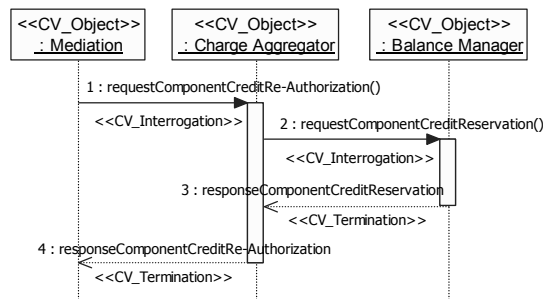 <<CV_Object>>
: Mediation
<<CV_Object>>
: Charge Aggregator
<<CV_Object>>
: Balance Manager
1 : requestComponentCreditRe-Authorization()
<<CV_Interrogation>>
2 : requestComponentCreditReservation()
<<CV_Interrogation>>
3 : responseComponentCreditReservation
<<CV_Termination>>
4 : responseComponentCreditRe-Authorization
<<CV_Termination>>